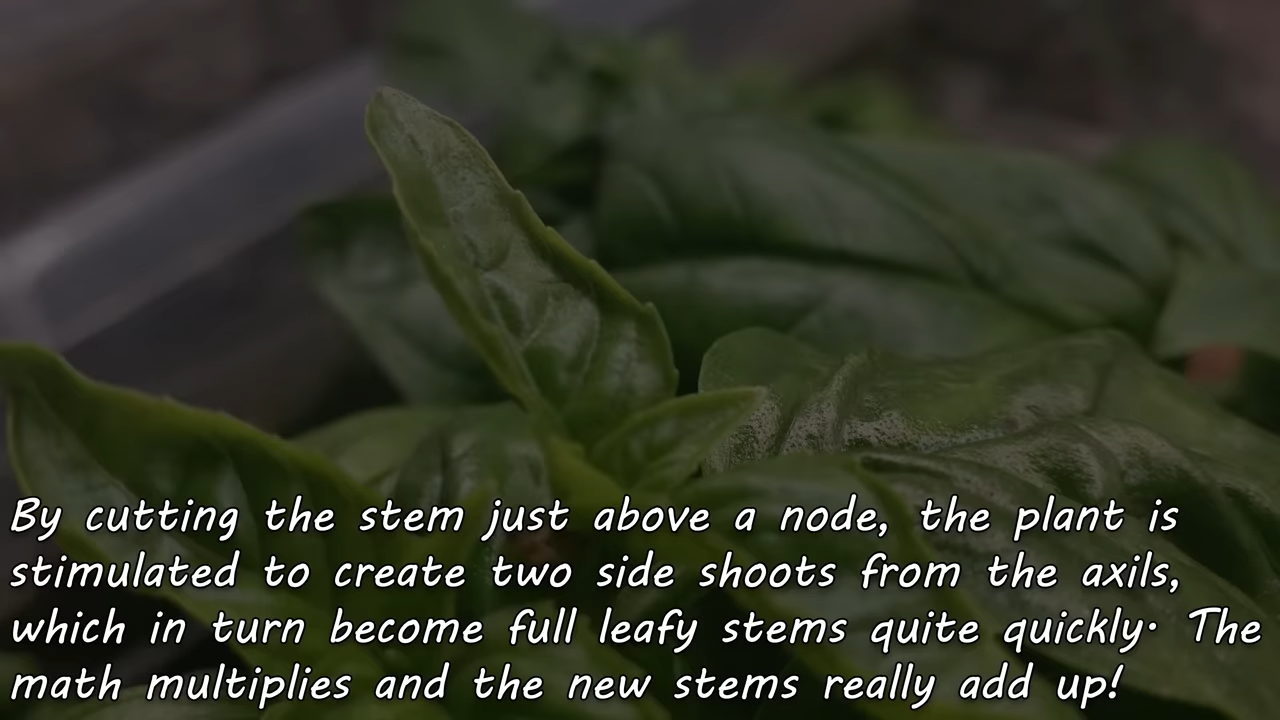 By cutting the stem just above a node, the plant is
stimulated to create two side shoots from the axils,
which in turn become full leafy stems quite quickly. The
math multiplies and the new stems really add up!